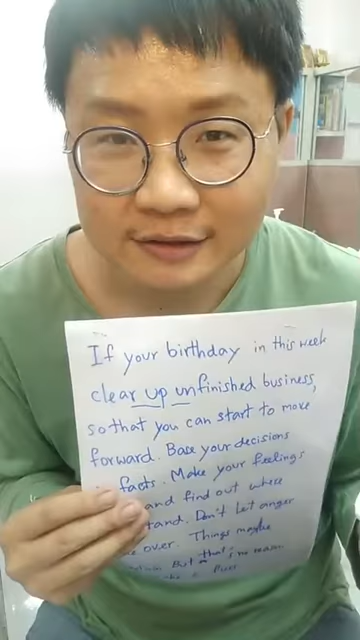 If your birthday in this week
clear up unfinished business,
so that you can start to move
forward. Base your decisions
facts. Make your feelings
and find out where
tand. Don't let anger
over. Things maybe
But that's no reason